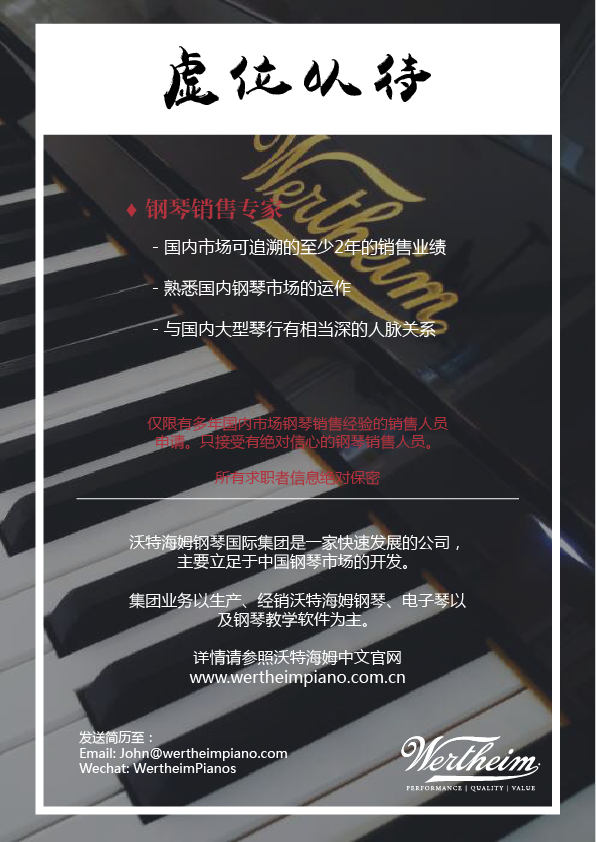 虚位以待
Wertheim
♦ 钢琴销售专家
- 国内市场可追溯的至少2年的销售业绩
- 熟悉国内钢琴市场的运作
- 与国内大型琴行有相当深的人脉关系
仅限有多年国内市场钢琴销售经验的销售人员
申请。只接受有绝对信心的钢琴销售人员。
所有求职者信息绝对保密
沃特海姆钢琴国际集团是一家快速发展的公司，
主要立足于中国钢琴市场的开发。
集团业务以生产、经销沃特海姆钢琴、电子琴以
及钢琴教学软件为主。
详情请参照沃特海姆中文官网
www.wertheimpiano.com.cn
发送简历至：
Email: John@wertheimpiano.com
Wechat: WertheimPianos
Wertheim
PERFORMANCE | QUALITY | VALUE